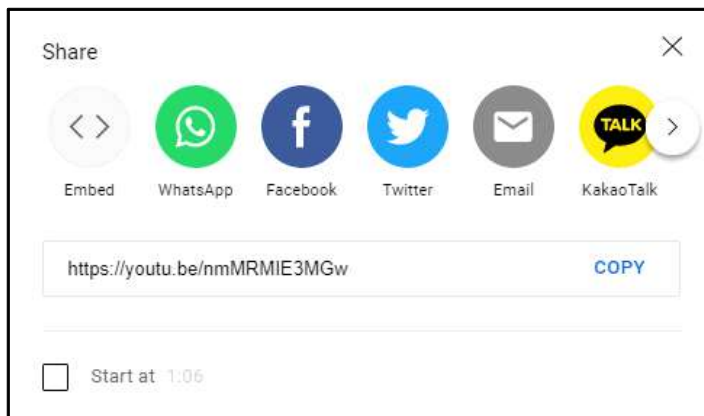 Share
TALK
Embed WhatsApp Facebook Twitter Email KakaoTalk
https://youtu.be/nmMRMIE3MGw COPY
Start at 1:06